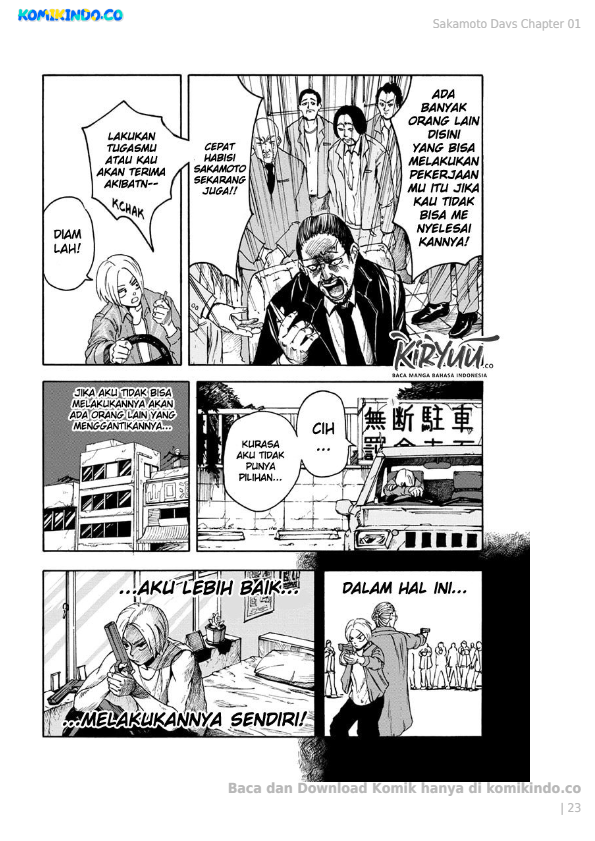 KOMIKINDO.CO
Sakamoto Days Chapter 01
ADA
BANYAK
ORANG LAIN
DISINI
YANG BISA
MELAKUKAN
PEKERJAAN
MU ITU JIKA
KAU TIDAK
BISA ME
NYELESAI
KANNYA!
CEPAT
HABISI
SAKAMOTO
SEKARANG
JUGA!!
LAKUKAN
TUGASMU
ATAU KAU
AKAN TERIMA
AKIBATN--
KCHAK
DIAM
LAH!
KiRYUU.co
BACA MANGA BAHASA INDONESIA
無断駐車
CIH
...
KURASA
AKU TIDAK
PUNYA
PILIHAN...
JIKA AKU TIDAK BISA
MELAKUKANNYA AKAN
ADA ORANG LAIN YANG
MENGGANTIKANNYA...
DALAM HAL INI...
...AKU LEBIH BAIK...
...MELAKUKANNYA SENDIRI!
Baca dan Download Komik hanya di komikindo.co
| 23